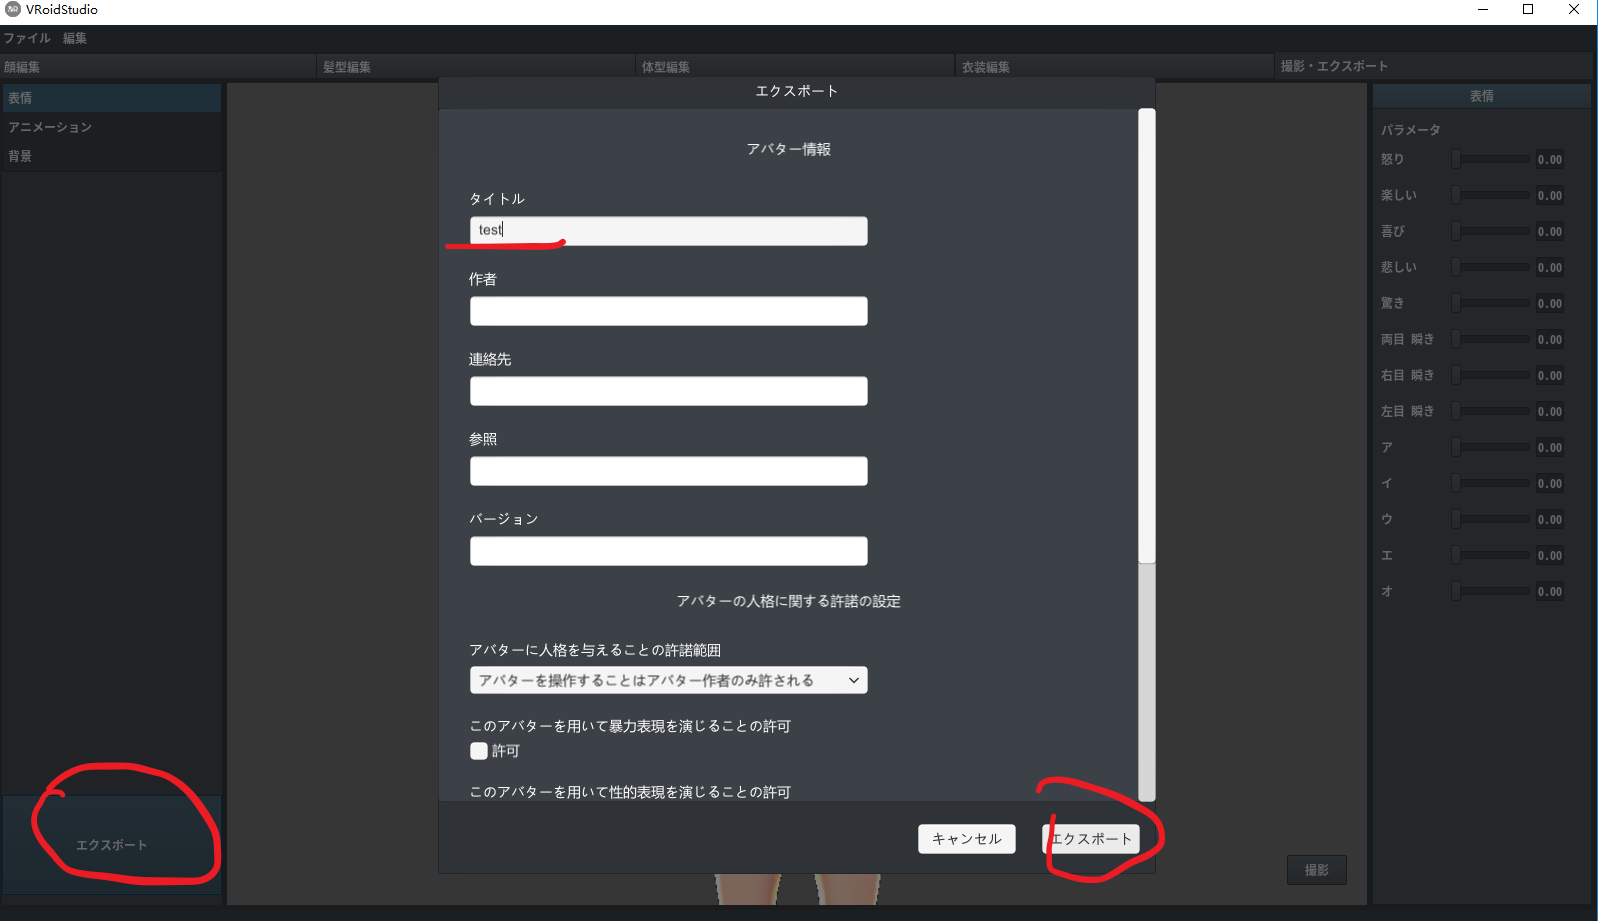 VRoidStudio
ファイル 編集
顔編集 髪型編集 体型編集 衣装編集 撮影・エクスポート
表情
アニメーション
背景
エクスポート
エクスポート
アバター情報
タイトル
test
作者
連絡先
参照
バージョン
アバターの人格に関する許諾の設定
アバターに人格を与えることの許諾範囲
アバターを操作することはアバター作者のみ許される
このアバターを用いて暴力表現を演じることの許可
許可
このアバターを用いて性的表現を演じることの許可
キャンセル エクスポート
表情
パラメータ
怒り 0.00
楽しい 0.00
喜び 0.00
悲しい 0.00
驚き 0.00
両目 瞬き 0.00
右目 瞬き 0.00
左目 瞬き 0.00
ア 0.00
イ 0.00
ウ 0.00
エ 0.00
オ 0.00
撮影